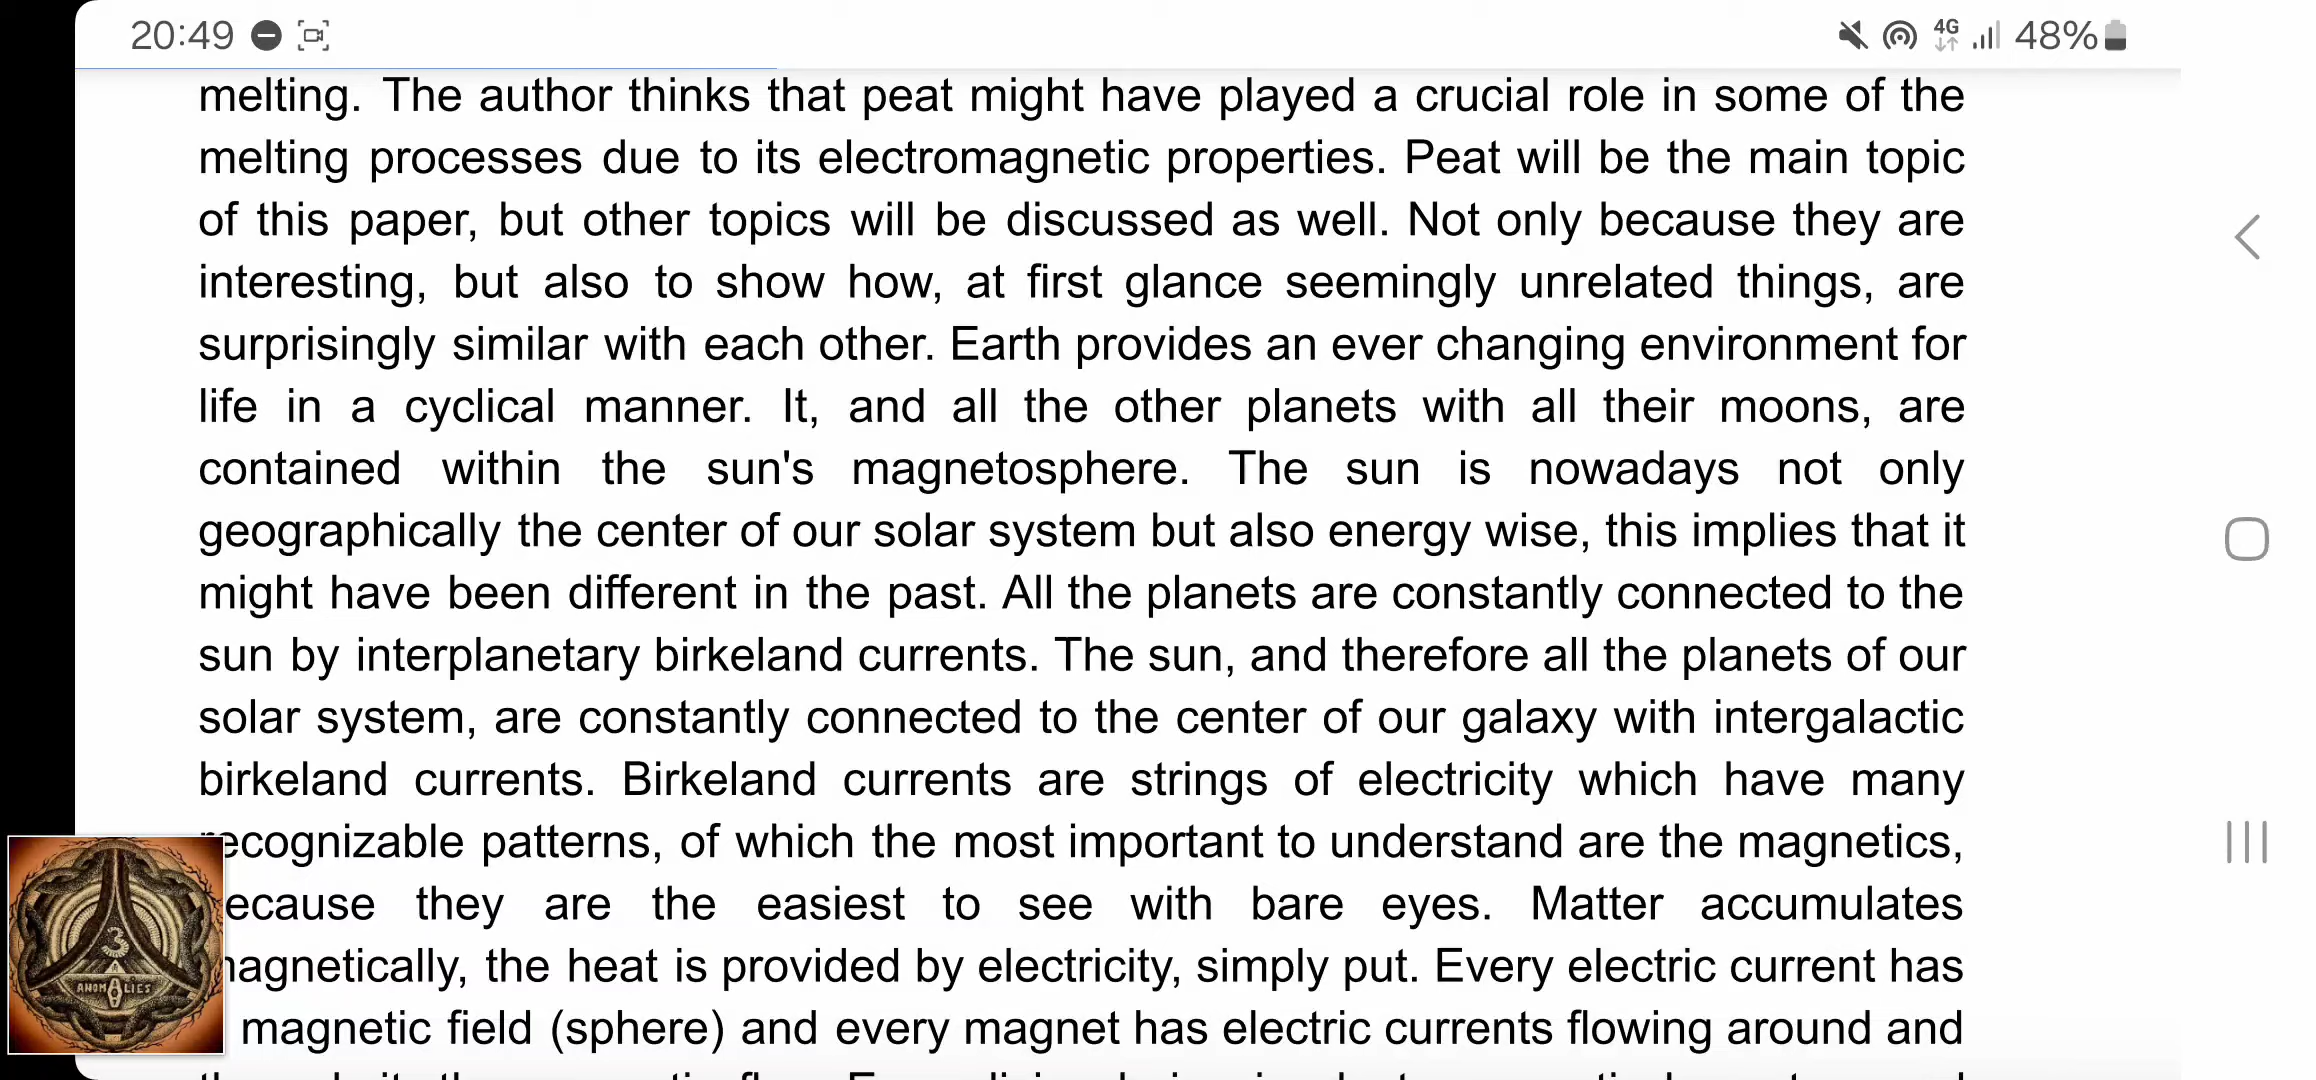 20:49
4G
48%
melting. The author thinks that peat might have played a crucial role in some of the
melting processes due to its electromagnetic properties. Peat will be the main topic
of this paper, but other topics will be discussed as well. Not only because they are
interesting, but also to show how, at first glance seemingly unrelated things, are
surprisingly similar with each other. Earth provides an ever changing environment for
life in a cyclical manner. It, and all the other planets with all their moons, are
contained within the sun's magnetosphere. The sun is nowadays not only
geographically the center of our solar system but also energy wise, this implies that it
might have been different in the past. All the planets are constantly connected to the
sun by interplanetary birkeland currents. The sun, and therefore all the planets of our
solar system, are constantly connected to the center of our galaxy with intergalactic
birkeland currents. Birkeland currents are strings of electricity which have many
recognizable patterns, of which the most important to understand are the magnetics,
ecause they are the easiest to see with bare eyes. Matter accumulates
magnetically, the heat is provided by electricity, simply put. Every electric current has
magnetic field (sphere) and every magnet has electric currents flowing around and
ANOMALIES